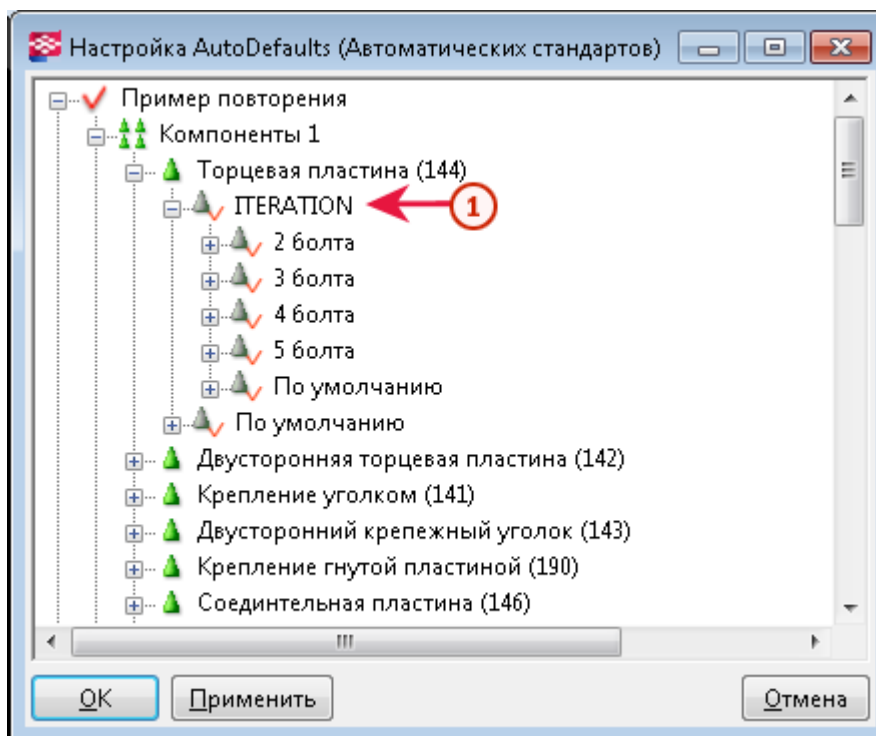 Настройка AutoDefaults (Автоматических стандартов)
Пример повторения
Компоненты 1
Торцевая пластина (144)
ITERATION
1
2 болта
3 болта
4 болта
5 болта
По умолчанию
По умолчанию
Двусторонняя торцевая пластина (142)
Крепление уголком (141)
Двусторонний крепежный уголок (143)
Крепление гнутой пластиной (190)
Соединтельная пластина (146)
OK
Применить
Отмена